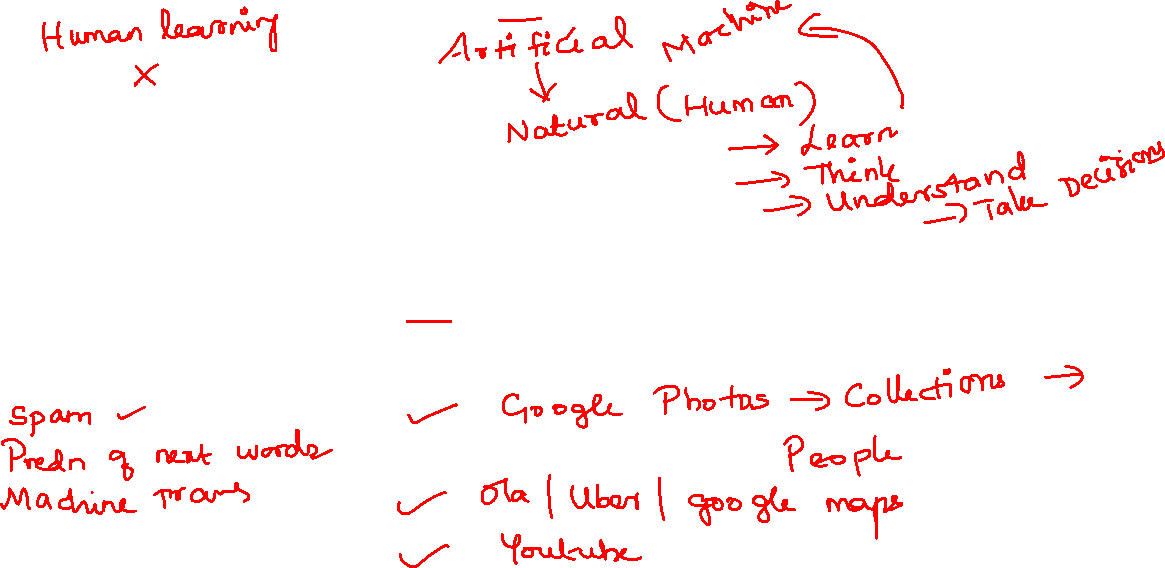 Human learning
Artificial Machine
Natural (Human)
→ Learn
→ Think
→ Understand
→ Take Decisions
Spam ✓
Predn of next words
Machine Trans
✓ Google Photos → Collections →
People
✓ Ola | Uber | google maps
✓ Youtube